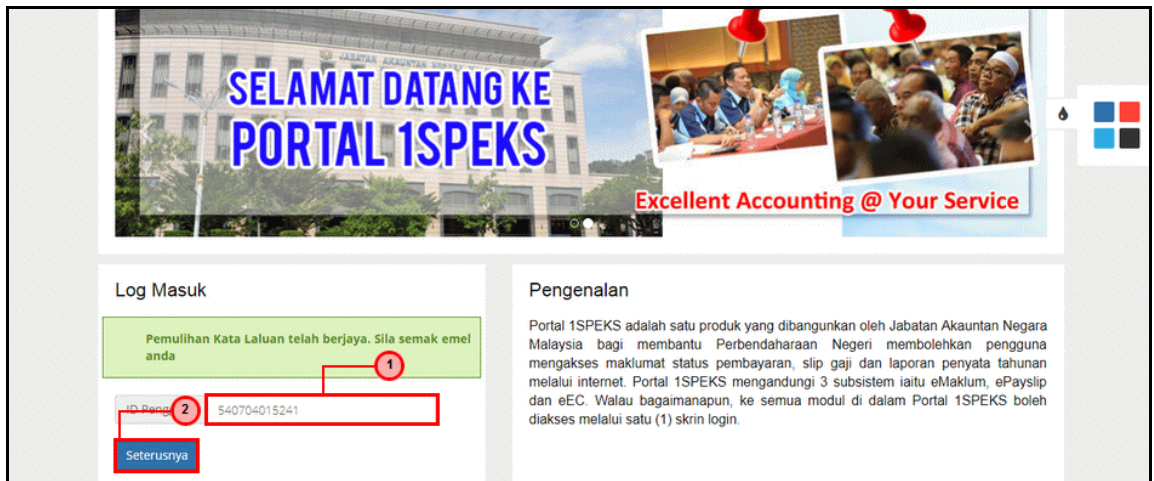 JABATAN AKAUNTAN NEGARA
SELAMAT DATANG KE
PORTAL 1SPEKS
Excellent Accounting @ Your Service
Log Masuk
Pemulihan Kata Laluan telah berjaya. Sila semak emel
anda
1
ID 2 540704015241
Seterusnya
Pengenalan
Portal 1SPEKS adalah satu produk yang dibangunkan oleh Jabatan Akauntan Negara
Malaysia bagi membantu Perbendaharaan Negeri membolehkan pengguna
mengakses maklumat status pembayaran, slip gaji dan laporan penyata tahunan
melalui internet. Portal 1SPEKS mengandungi 3 subsistem iaitu eMaklum, ePayslip
dan eEC. Walau bagaimanapun, ke semua modul di dalam Portal 1SPEKS boleh
diakses melalui satu (1) skrin login.